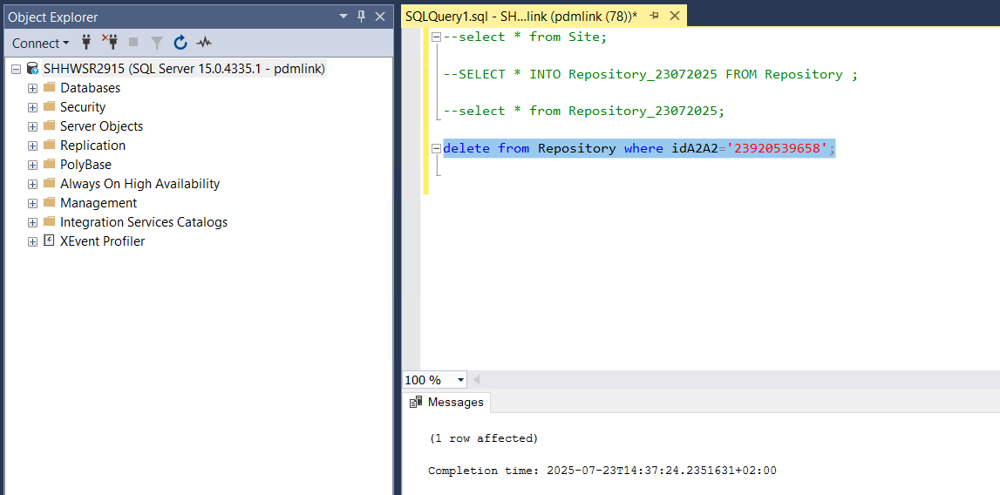 Object Explorer
Connect
SHHWSR2915 (SQL Server 15.0.4335.1 - pdmlink)
Databases
Security
Server Objects
Replication
PolyBase
Always On High Availability
Management
Integration Services Catalogs
XEvent Profiler
SQLQuery1.sql - SH...link (pdmlink (78))*
--select * from Site;
--SELECT * INTO Repository_23072025 FROM Repository ;
--select * from Repository_23072025;
delete from Repository where idA2A2='23920539658';
100 %
Messages
(1 row affected)
Completion time: 2025-07-23T14:37:24.2351631+02:00